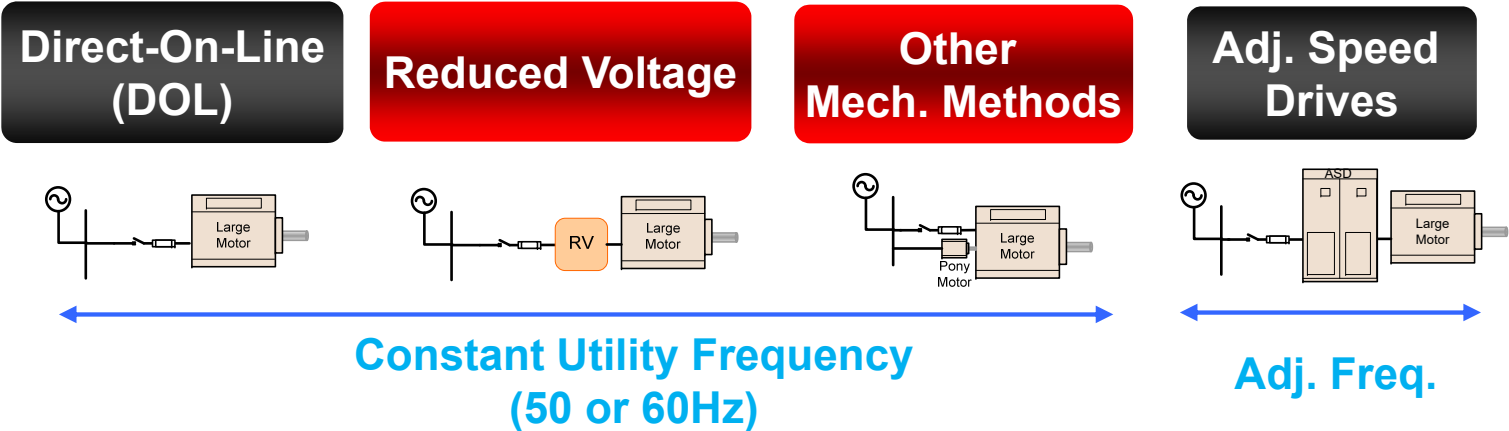 Direct-On-Line
(DOL)
Reduced Voltage
Other
Mech. Methods
Adj. Speed
Drives
Large
Motor
RV
Large
Motor
Large
Motor
Pony
Motor
ASD
Large
Motor
Constant Utility Frequency
(50 or 60Hz)
Adj. Freq.